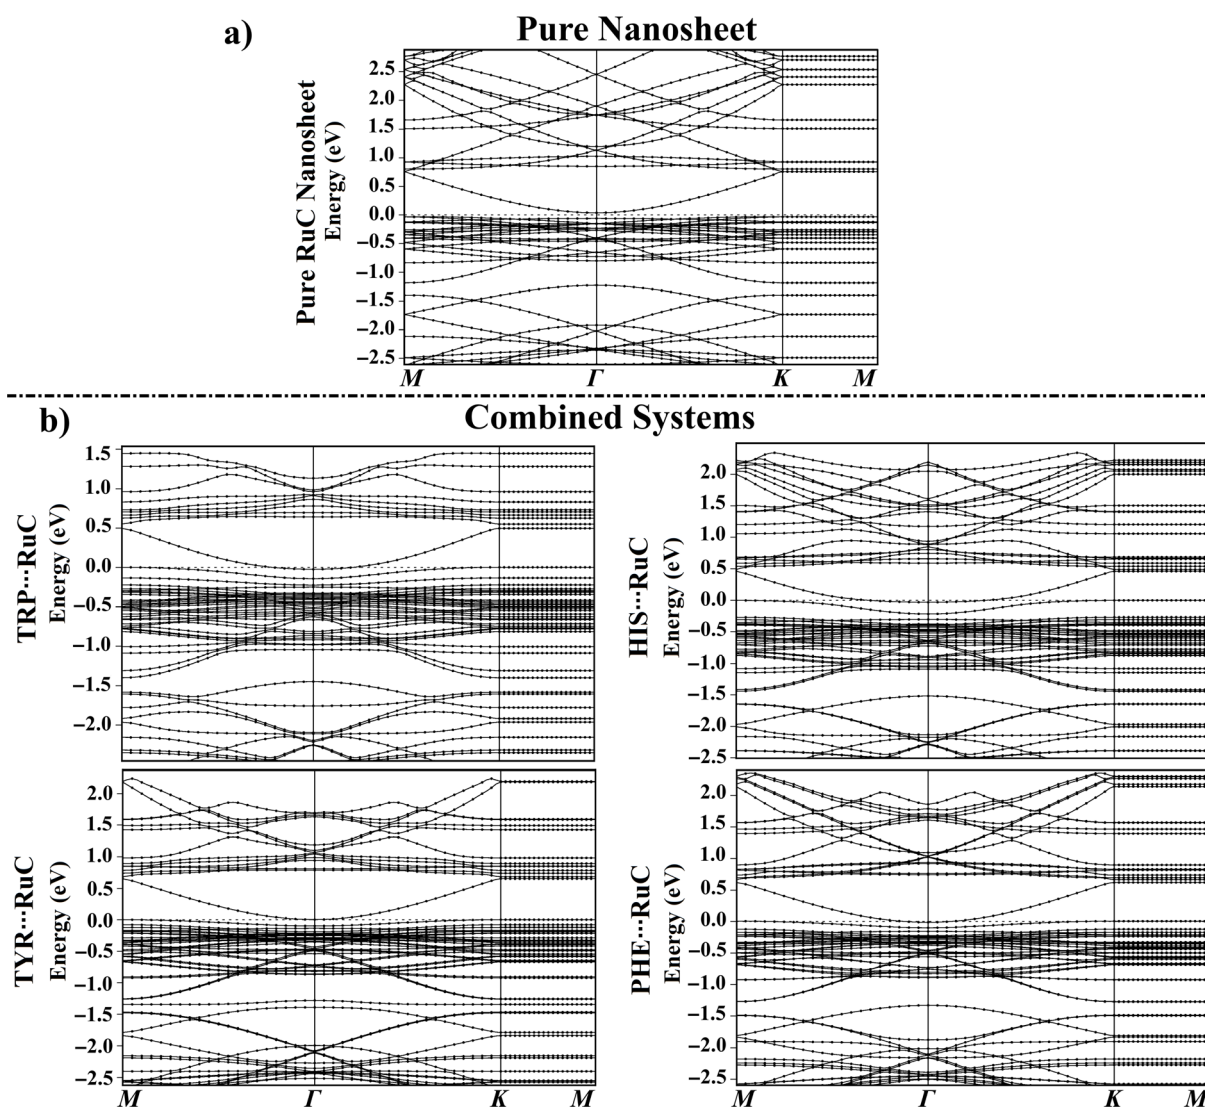 a)
Pure Nanosheet
Pure RuC Nanosheet
Energy (eV)
2.5
2.0
1.5
1.0
0.5
0.0
−0.5
−1.0
−1.5
−2.0
−2.5
M Γ K M
b)
Combined Systems
TRP···RuC
Energy (eV)
1.5
1.0
0.5
0.0
−0.5
−1.0
−1.5
−2.0
HIS···RuC
Energy (eV)
2.0
1.5
1.0
0.5
0.0
−0.5
−1.0
−1.5
−2.0
−2.5
TYR···RuC
Energy (eV)
2.0
1.5
1.0
0.5
0.0
−0.5
−1.0
−1.5
−2.0
−2.5
M Γ K M
PHE···RuC
Energy (eV)
2.0
1.5
1.0
0.5
0.0
−0.5
−1.0
−1.5
−2.0
−2.5
M Γ K M